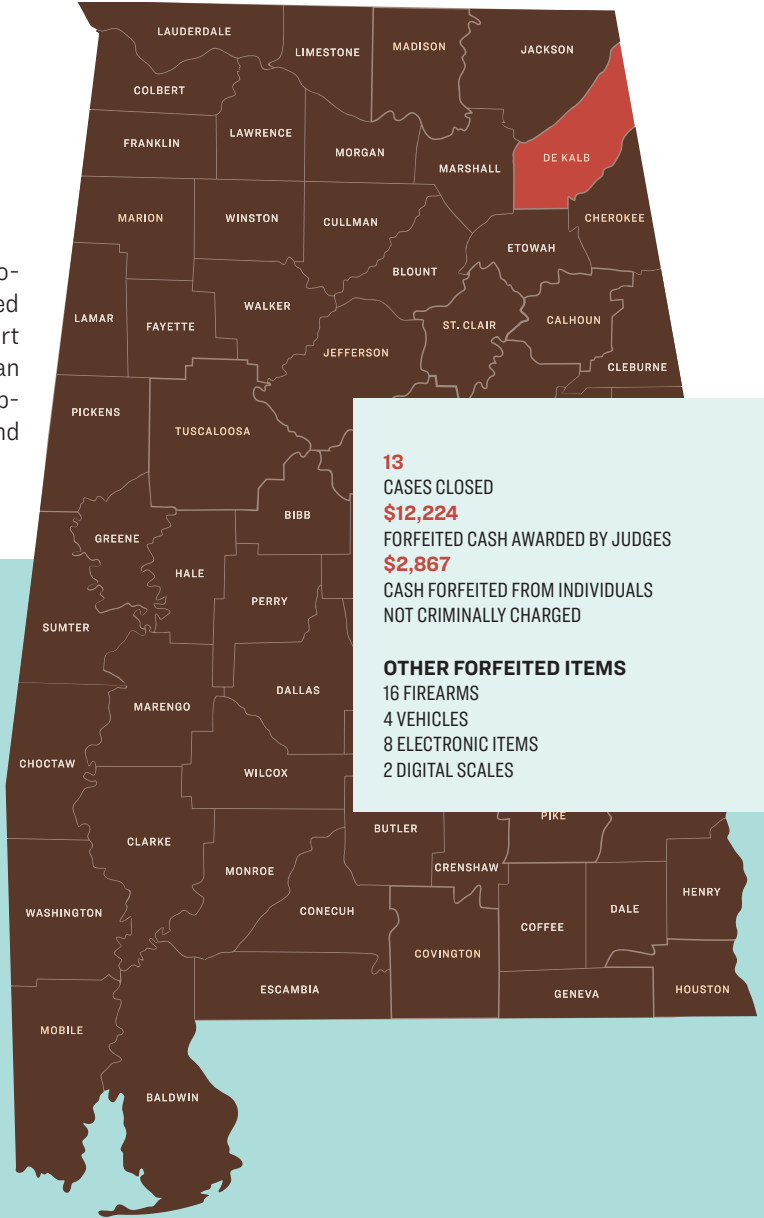 LAUDERDALE
LIMESTONE
MADISON
JACKSON
COLBERT
FRANKLIN
LAWRENCE
MORGAN
MARSHALL
DE KALB
MARION
WINSTON
CULLMAN
CHEROKEE
ETOWAH
BLOUNT
o-
ed
rt
an
p-
nd
LAMAR
FAYETTE
WALKER
JEFFERSON
ST. CLAIR
CALHOUN
CLEBURNE
PICKENS
TUSCALOOSA
BIBB
GREENE
HALE
PERRY
SUMTER
MARENGO
DALLAS
CHOCTAW
WILCOX
13
CASES CLOSED
$12,224
FORFEITED CASH AWARDED BY JUDGES
$2,867
CASH FORFEITED FROM INDIVIDUALS
NOT CRIMINALLY CHARGED
OTHER FORFEITED ITEMS
16 FIREARMS
4 VEHICLES
8 ELECTRONIC ITEMS
2 DIGITAL SCALES
CLARKE
MONROE
BUTLER
PIKE
CRENSHAW
WASHINGTON
CONECUH
COVINGTON
COFFEE
DALE
HENRY
ESCAMBIA
GENEVA
HOUSTON
MOBILE
BALDWIN